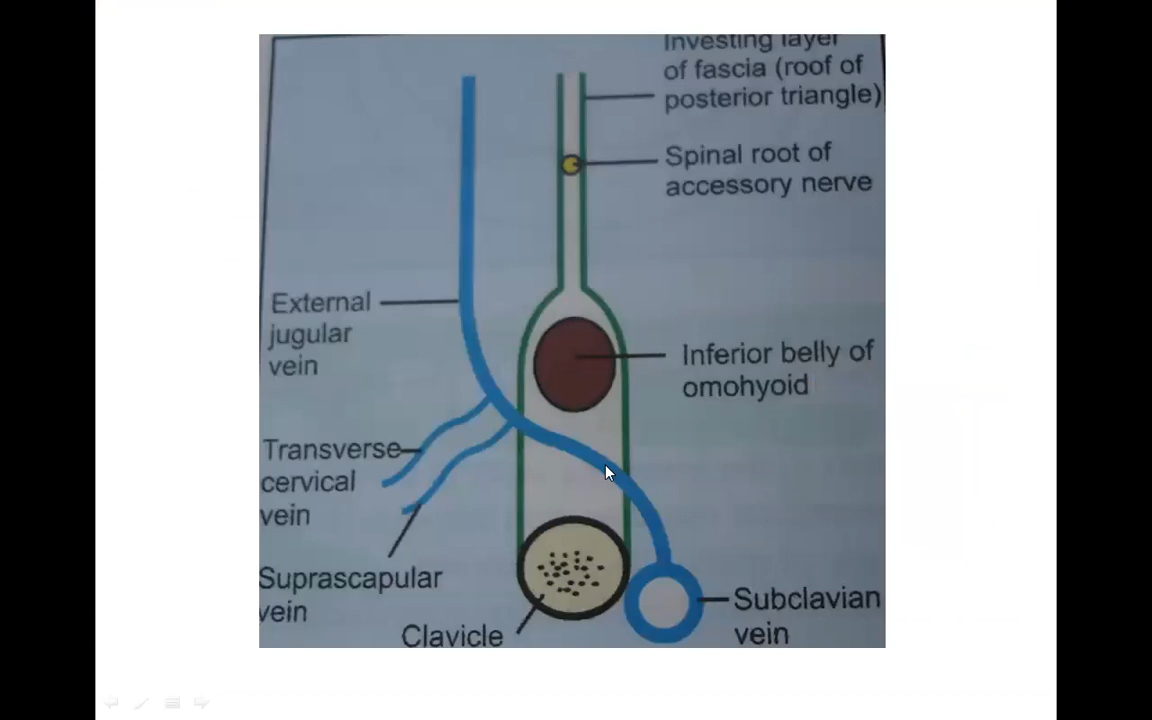 Investing layer
of fascia (roof of
posterior triangle)
Spinal root of
accessory nerve
External
jugular
vein
Inferior belly of
omohyoid
Transverse
cervical
vein
Suprascapular
vein
Clavicle
Subclavian
vein